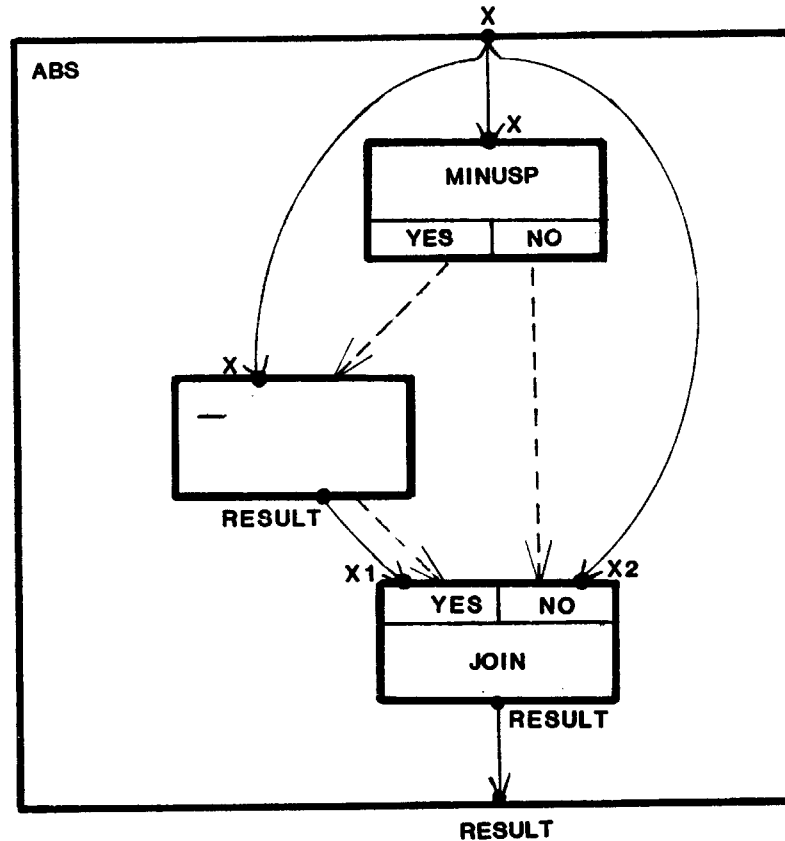 X
ABS
X
MINUSP
YES NO
X
—
RESULT
X1 X2
YES NO
JOIN
RESULT
RESULT